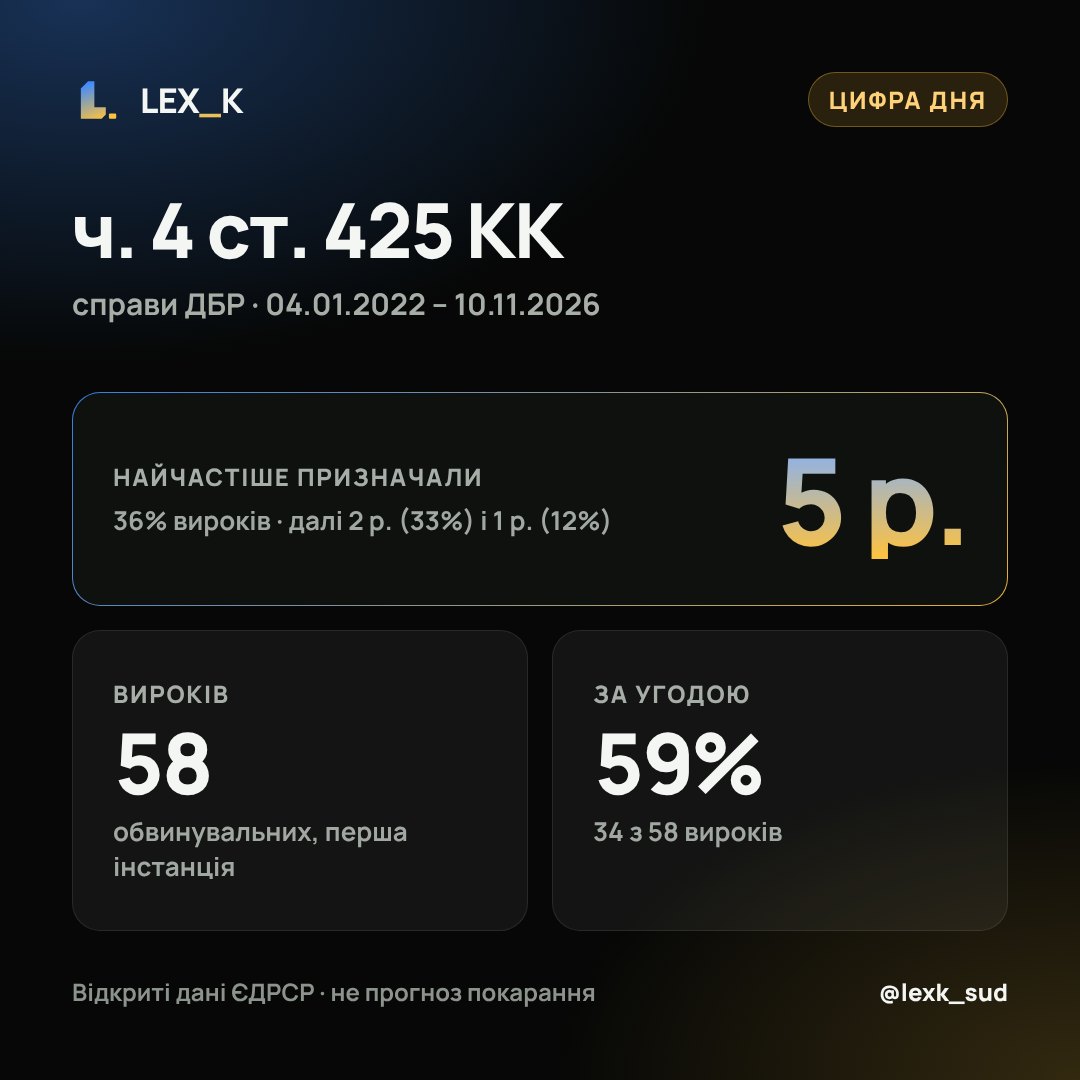 LEX_K
ЦИФРА ДНЯ
ч. 4 ст. 425 КК
справи ДБР · 04.01.2022 – 10.11.2026
НАЙЧАСТІШЕ ПРИЗНАЧАЛИ
36% вироків · далі 2 р. (33%) і 1 р. (12%)
5 р.
ВИРОКІВ
58
обвинувальних, перша
інстанція
ЗА УГОДОЮ
59%
34 з 58 вироків
Відкриті дані ЄДРСР · не прогноз покарання
@lexk_sud